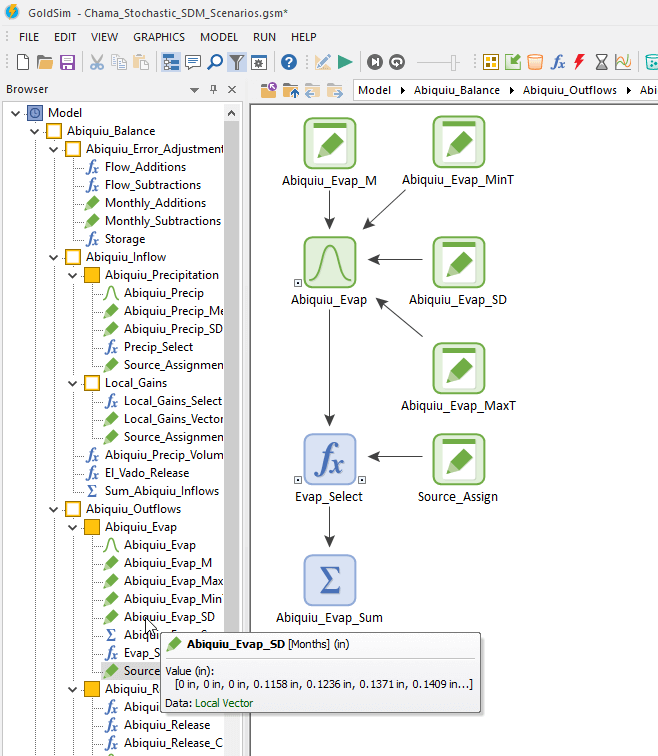 GoldSim - Chama_Stochastic_SDM_Scenarios.gsm*
FILE EDIT VIEW GRAPHICS MODEL RUN HELP
Browser
Model
Abiquiu_Balance
Abiquiu_Error_Adjustment
Flow_Additions
Flow_Subtractions
Monthly_Additions
Monthly_Subtractions
Storage
Abiquiu_Inflow
Abiquiu_Precipitation
Abiquiu_Precip
Abiquiu_Precip_Me
Abiquiu_Precip_SD
Precip_Select
Source_Assignmen
Local_Gains
Local_Gains_Select
Local_Gains_Vector
Source_Assignmen
Abiquiu_Precip_Volum
El_Vado_Release
Sum_Abiquiu_Inflows
Abiquiu_Outflows
Abiquiu_Evap
Abiquiu_Evap
Abiquiu_Evap_M
Abiquiu_Evap_Max
Abiquiu_Evap_Min
Abiquiu_Evap_SD
Evap_S
Source
Abiquiu_R
Abiqui
Abiquiu_Release
Abiquiu_Release_C
Model Abiquiu_Balance Abiquiu_Outflows Abi
Abiquiu_Evap_M
Abiquiu_Evap_MinT
Abiquiu_Evap
Abiquiu_Evap_SD
Abiquiu_Evap_MaxT
fx
Evap_Select
Source_Assign
Σ
Abiquiu_Evap_Sum
Abiquiu_Evap_SD [Months] (in)
Value (in):
[0 in, 0 in, 0 in, 0.1158 in, 0.1236 in, 0.1371 in, 0.1409 in...]
Data: Local Vector